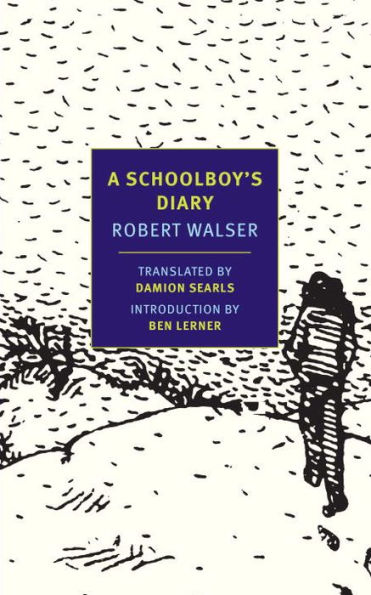 A SCHOOLBOY'S
DIARY
ROBERT WALSER
TRANSLATED BY
DAMION SEARLS
INTRODUCTION BY
BEN LERNER